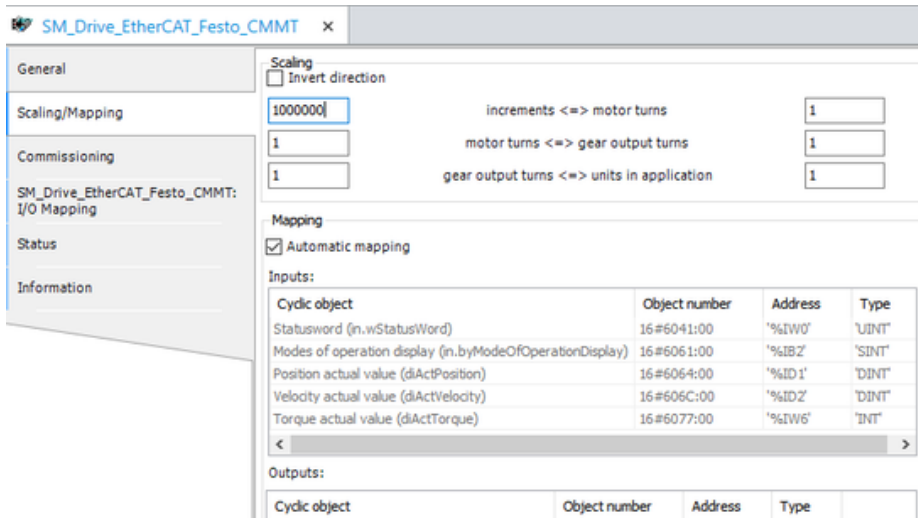 SM_Drive_EtherCAT_Festo_CMMT ×
General
Scaling/Mapping
Commissioning
SM_Drive_EtherCAT_Festo_CMMT:
I/O Mapping
Status
Information
Scaling
Invert direction
1000000 increments <=> motor turns 1
1 motor turns <=> gear output turns 1
1 gear output turns <=> units in application 1
Mapping
Automatic mapping
Inputs:
Cyclic object Object number Address Type
Statusword (in.wStatusWord) 16#6041:00 '%IW0' 'UINT'
Modes of operation display (in.byModeOfOperationDisplay) 16#6061:00 '%IB2' 'SINT'
Position actual value (diActPosition) 16#6064:00 '%ID1' 'DINT'
Velocity actual value (diActVelocity) 16#606C:00 '%ID2' 'DINT'
Torque actual value (diActTorque) 16#6077:00 '%IW6' 'INT'
Outputs:
Cyclic object Object number Address Type